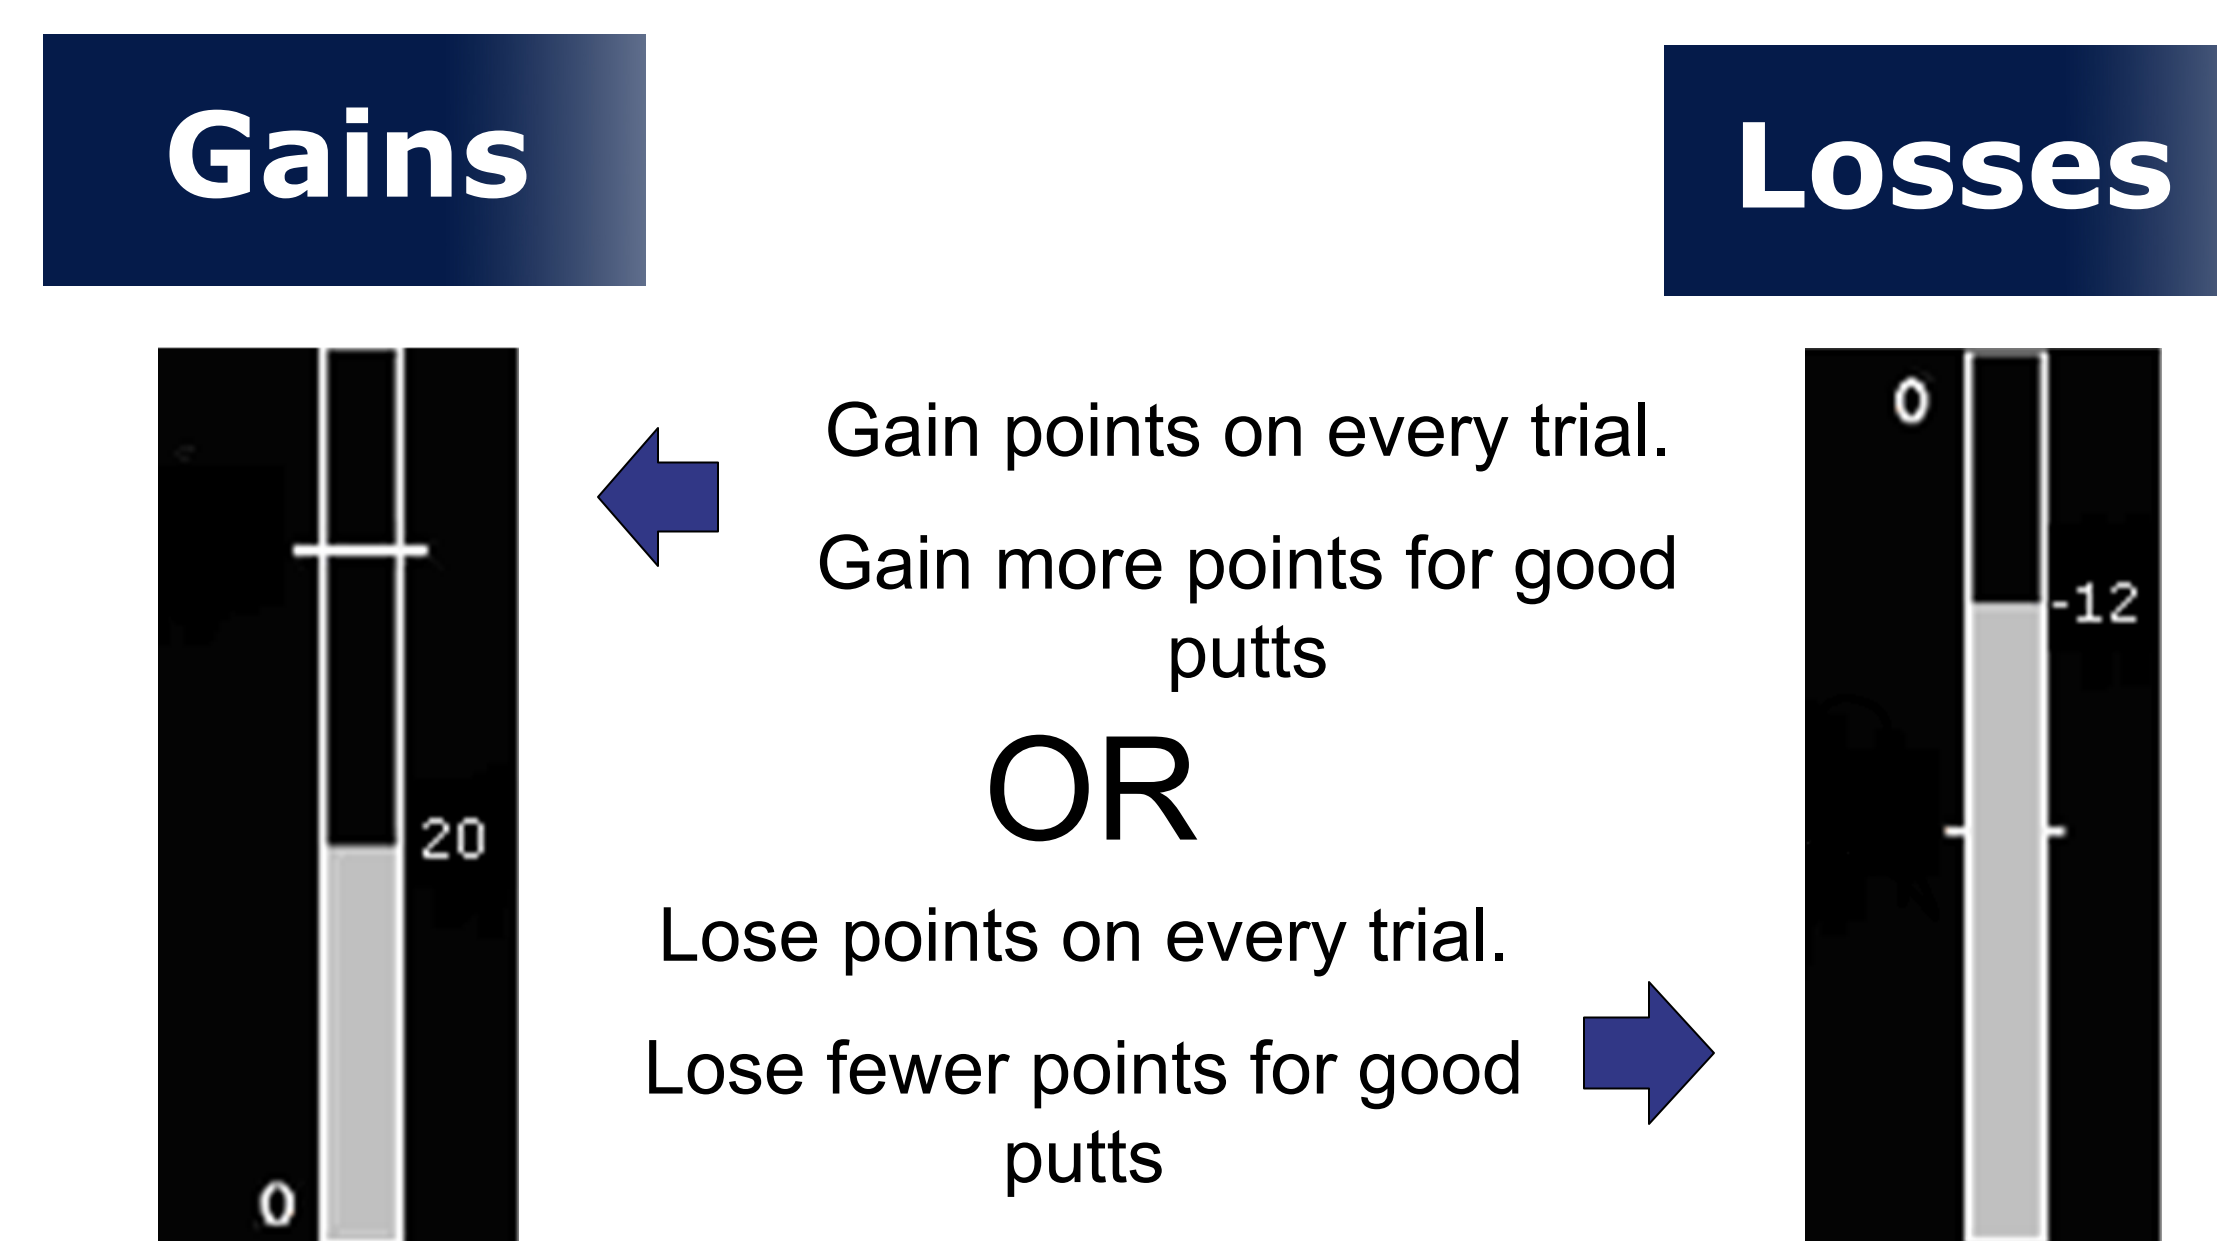 Gains
Losses
Gain points on every trial.
Gain more points for good
putts
OR
Lose points on every trial.
Lose fewer points for good
putts
20
0
0
-12